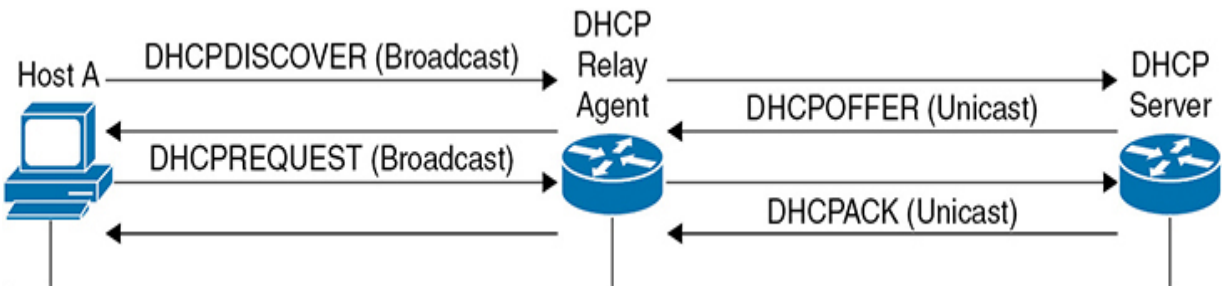 Host A
DHCPDISCOVER (Broadcast)
DHCP
Relay
Agent
DHCP
Server
DHCPOFFER (Unicast)
DHCPREQUEST (Broadcast)
DHCPACK (Unicast)